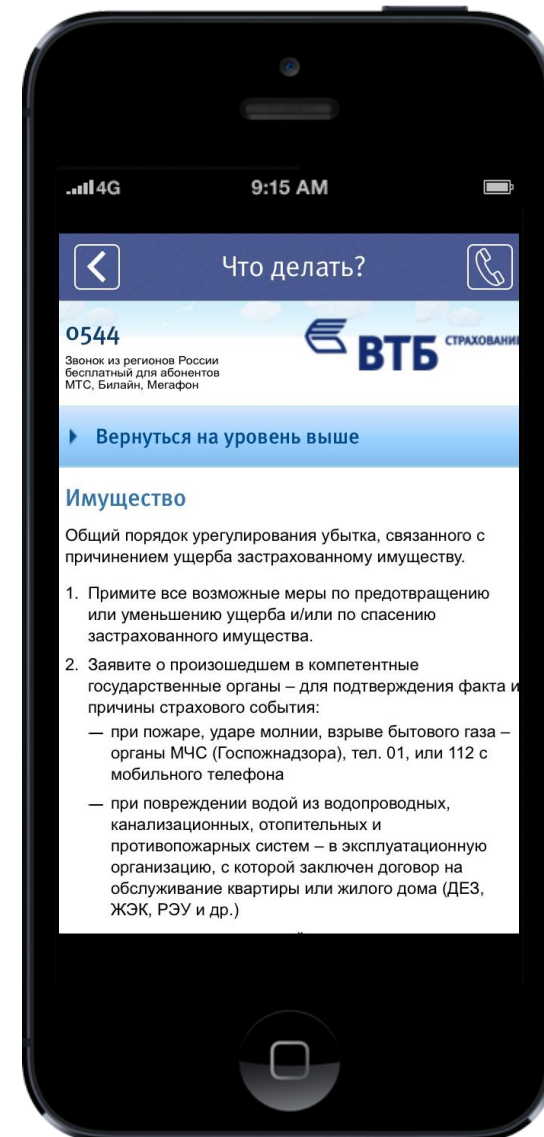 4G 9:15 AM
Что делать?
0544
Звонок из регионов России
бесплатный для абонентов
МТС, Билайн, Мегафон
ВТБ СТРАХОВАНИЕ
Вернуться на уровень выше
Имущество
Общий порядок урегулирования убытка, связанного с
причинением ущерба застрахованному имуществу.
1. Примите все возможные меры по предотвращению
или уменьшению ущерба и/или по спасению
застрахованного имущества.
2. Заявите о произошедшем в компетентные
государственные органы – для подтверждения факта и
причины страхового события:
— при пожаре, ударе молнии, взрыве бытового газа –
органы МЧС (Госпожнадзора), тел. 01, или 112 с
мобильного телефона
— при повреждении водой из водопроводных,
канализационных, отопительных и
противопожарных систем – в эксплуатационную
организацию, с которой заключен договор на
обслуживание квартиры или жилого дома (ДЕЗ,
ЖЭК, РЭУ и др.)